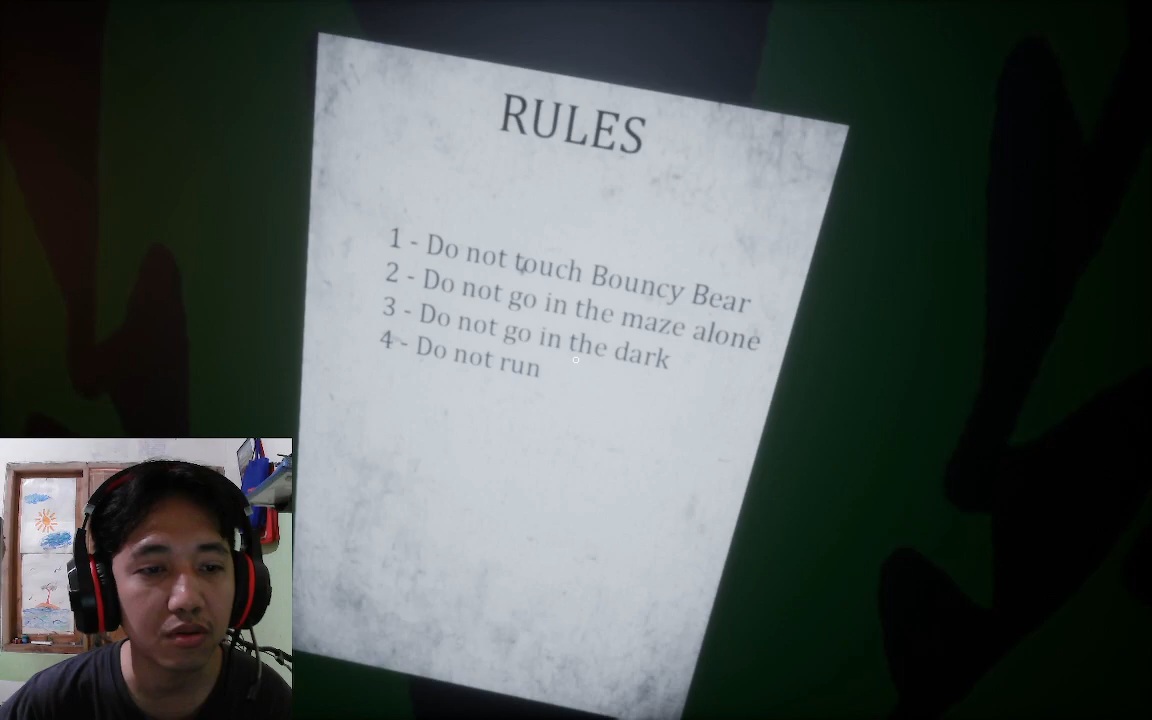 RULES
1 - Do not touch Bouncy Bear
2 - Do not go in the maze alone
3 - Do not go in the dark
4 - Do not run